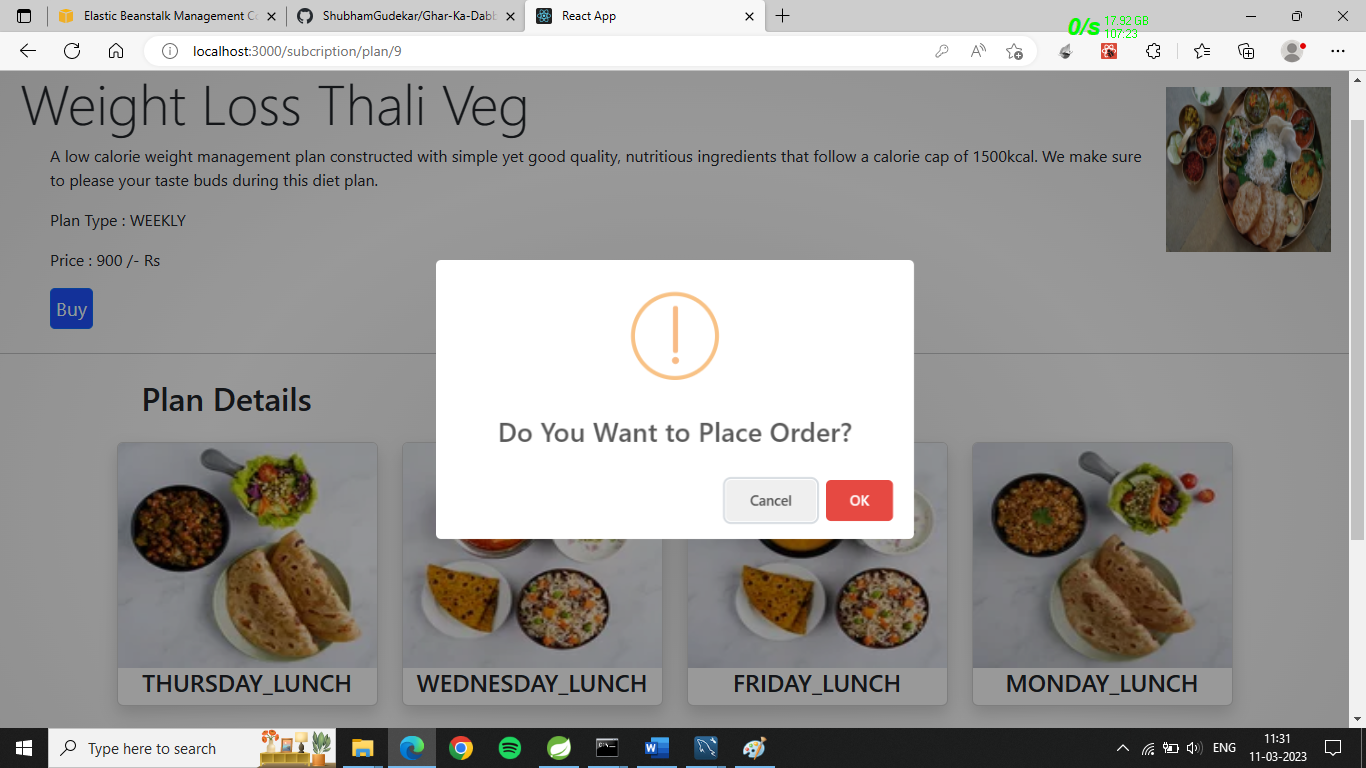 Elastic Beanstalk Management Co
ShubhamGudekar/Ghar-Ka-Dabb
React App
0/s 17.92 GB
107:23
localhost:3000/subcription/plan/9
Weight Loss Thali Veg
A low calorie weight management plan constructed with simple yet good quality, nutritious ingredients that follow a calorie cap of 1500kcal. We make sure
to please your taste buds during this diet plan.
Plan Type : WEEKLY
Price : 900 /- Rs
Buy
Do You Want to Place Order?
Cancel
OK
Plan Details
THURSDAY_LUNCH
WEDNESDAY_LUNCH
FRIDAY_LUNCH
MONDAY_LUNCH
Type here to search
ENG
11:31
11-03-2023